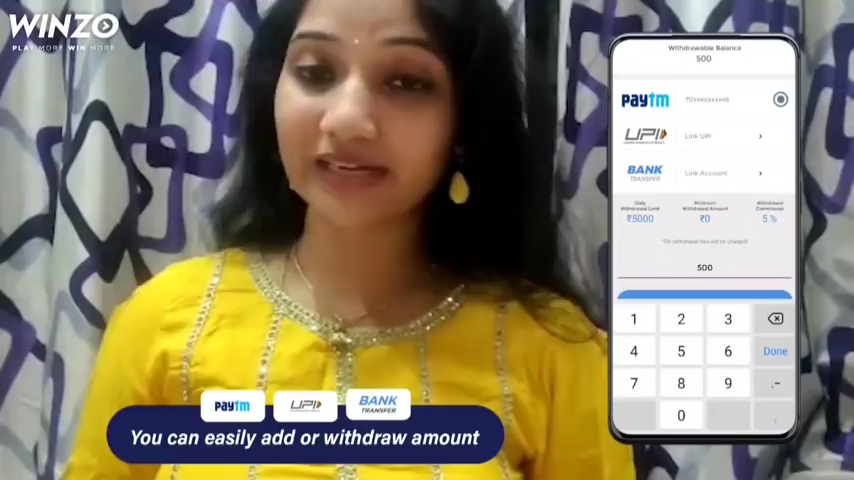 WINZO
PLAY MORE WIN MORE
Withdrawable Balance
500
Paytm
70xxxxxxxx46
UPI
Link UPI
BANK
TRANSFER
Link Account
Daily
Withdrawal Limit
₹5000
Minimum
Withdrawal Amount
₹0
Withdrawal
Commission
5 %
500
1 2 3
4 5 6 Done
7 8 9 .-
0
Paytm UPI BANK
TRANSFER
You can easily add or withdraw amount